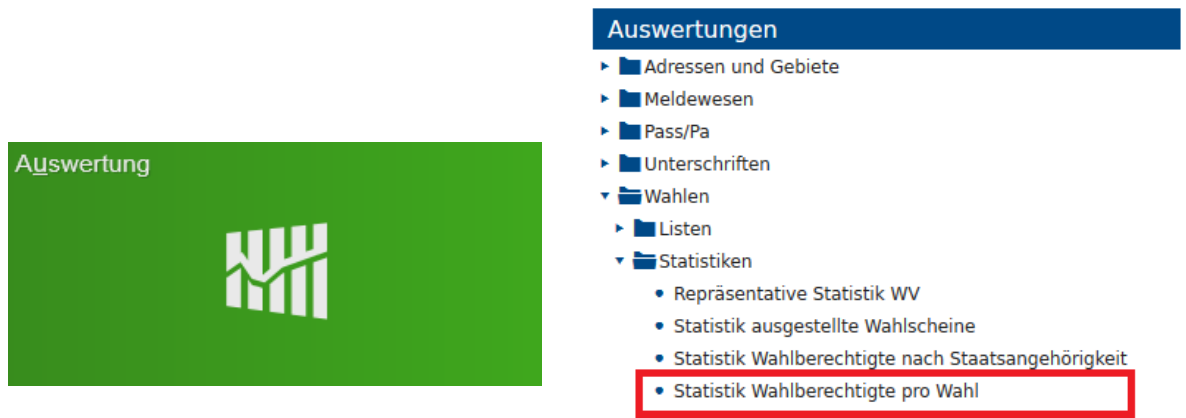 Auswertung
Auswertungen
Adressen und Gebiete
Meldewesen
Pass/Pa
Unterschriften
Wahlen
Listen
Statistiken
Repräsentative Statistik WV
Statistik ausgestellte Wahlscheine
Statistik Wahlberechtigte nach Staatsangehörigkeit
Statistik Wahlberechtigte pro Wahl